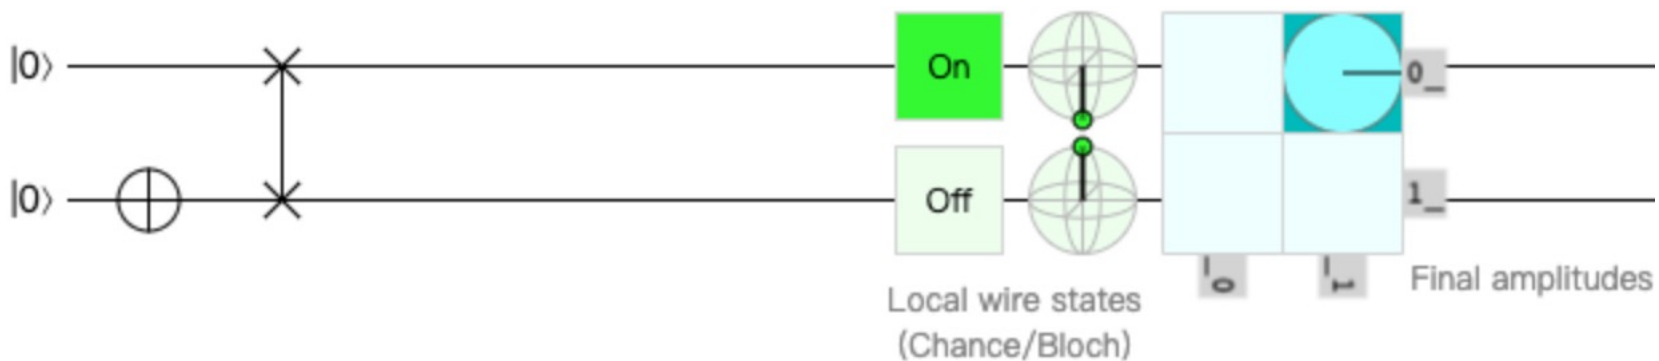 |0⟩
On
0_
|0⟩
Off
1_
_0
_1
Local wire states
(Chance/Bloch)
Final amplitudes